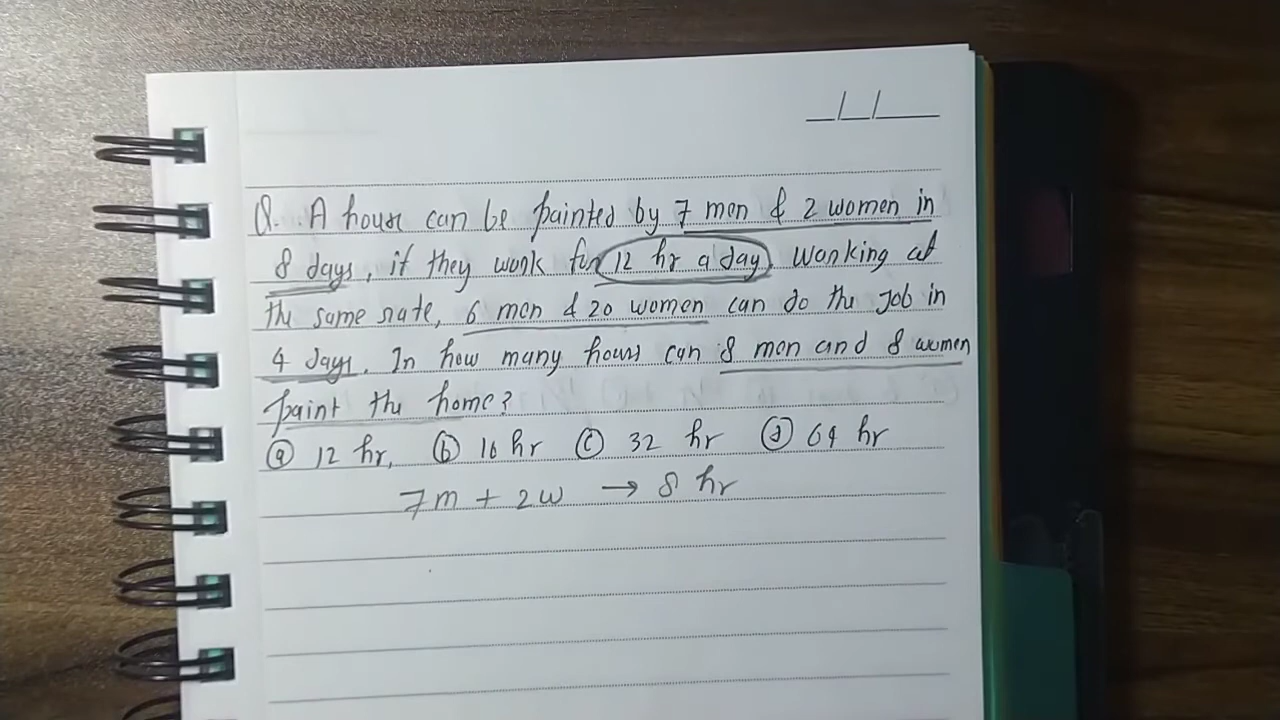 _/_/__
Q. A house can be painted by 7 men & 2 women in
8 days, if they work for 12 hr a day. Working at
the same rate, 6 men & 20 women can do the job in
4 days. In how many hours can 8 men and 8 women
paint the home?
(a) 12 hr, (b) 16 hr (c) 32 hr (d) 64 hr
7m + 2w → 8 hr